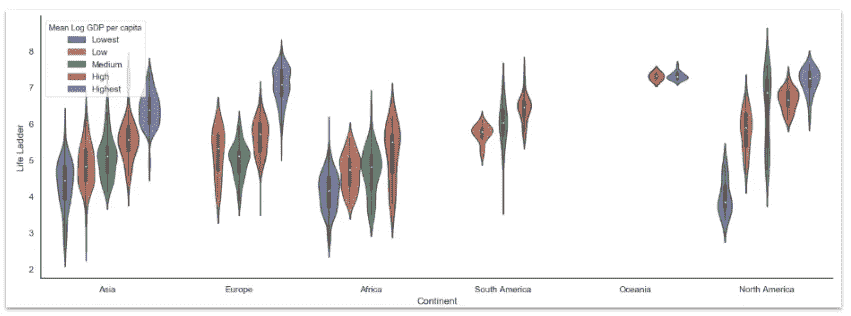 Mean Log GDP per capita
Lowest
Low
Medium
High
Highest
8
7
6
5
4
3
2
Life Ladder
Asia
Europe
Africa
South America
Oceania
North America
Continent